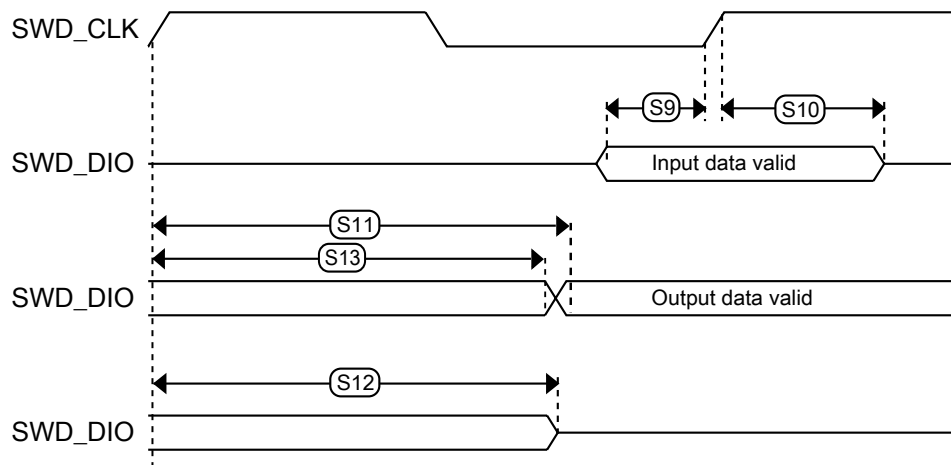 SWD_CLK
S9
S10
SWD_DIO
Input data valid
S11
S13
SWD_DIO
Output data valid
S12
SWD_DIO